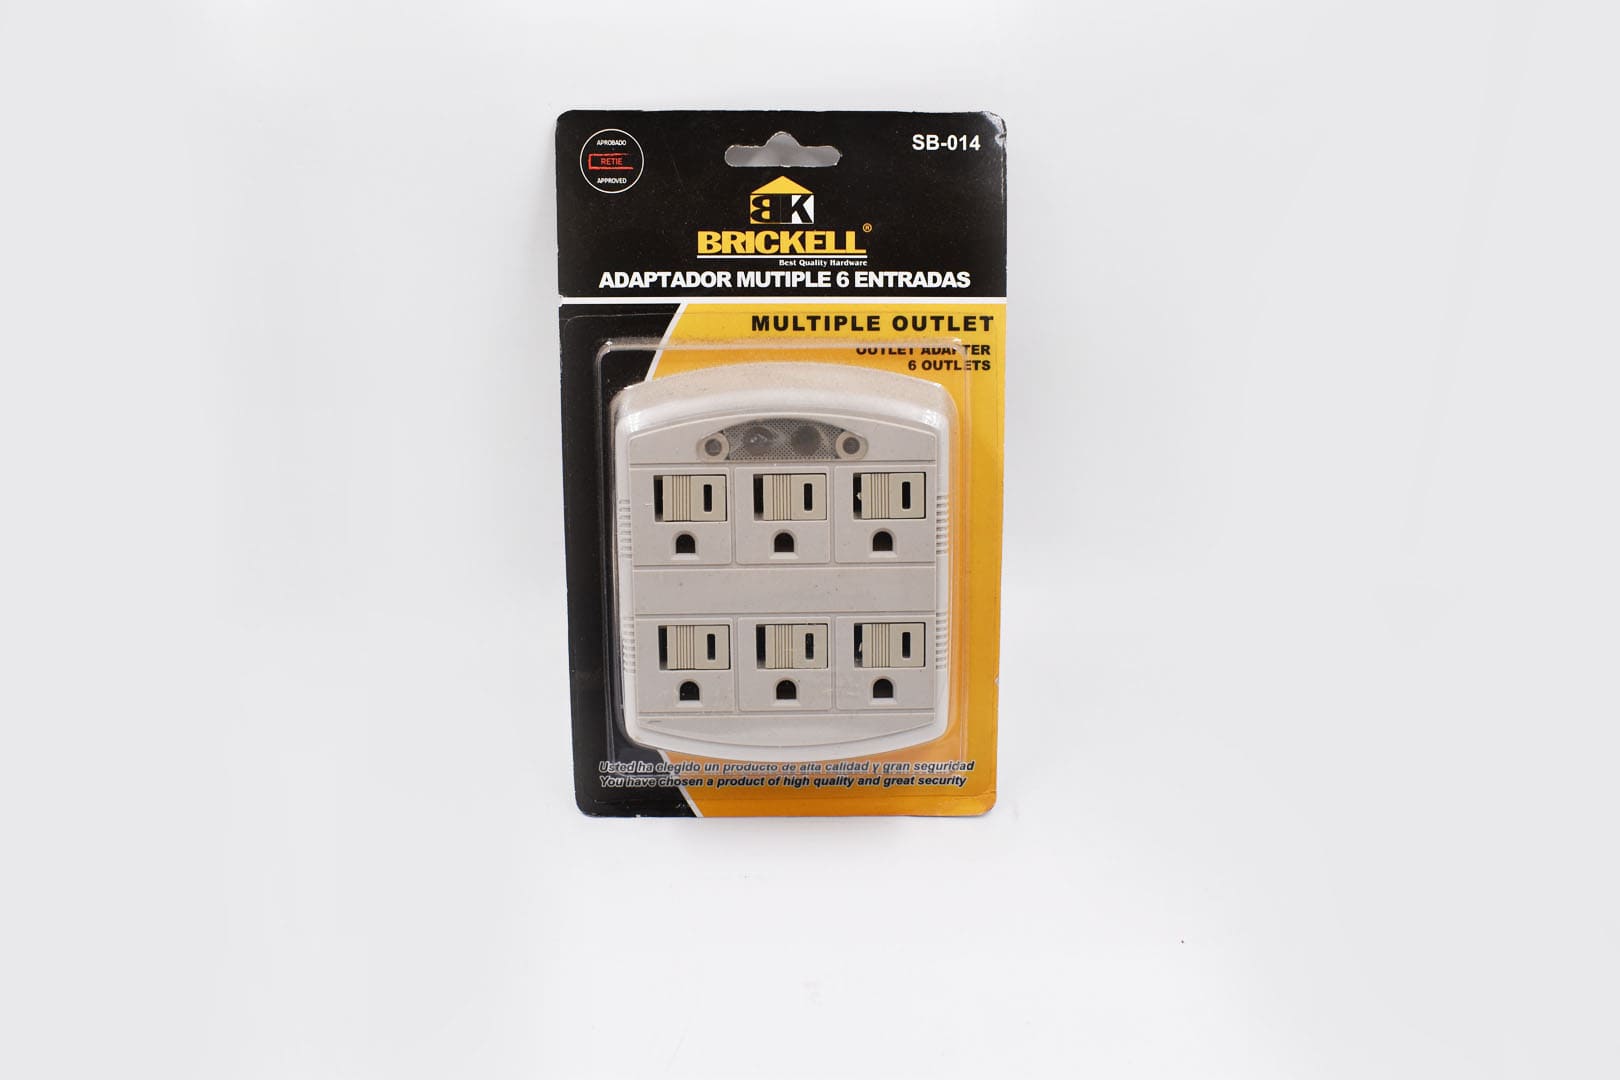 APROBADO
RETIE
APPROVED
SB-014
BK
BRICKELL®
Best Quality Hardware
ADAPTADOR MUTIPLE 6 ENTRADAS
MULTIPLE OUTLET
OUTLET ADAPTER
6 OUTLETS
Usted ha elegido un producto de alta calidad y gran seguridad
You have chosen a product of high quality and great security